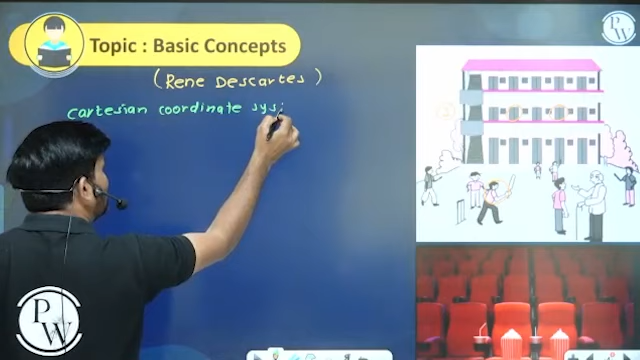 Topic : Basic Concepts
(Rene Descartes)
Cartesian coordinate sys
PW
PW